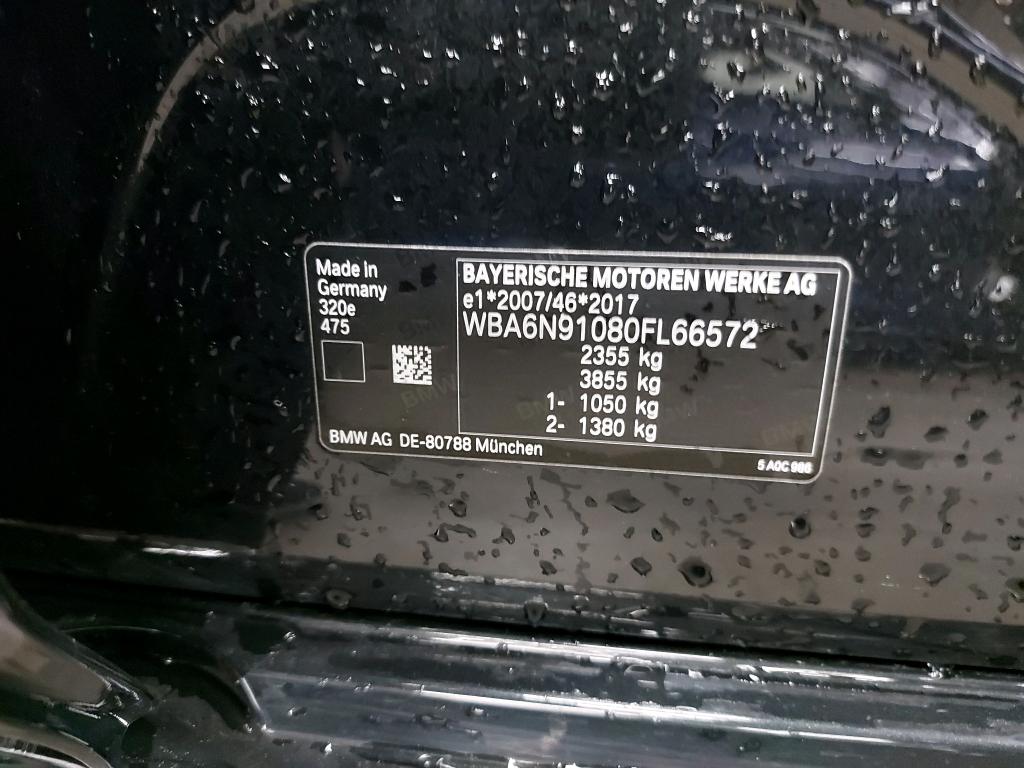 Made in
Germany
320e
475
BAYERISCHE MOTOREN WERKE AG
e1*2007/46*2017
WBA6N91080FL66572
2355 kg
3855 kg
1- 1050 kg
2- 1380 kg
BMW AG DE-80788 München
5 A0C 986